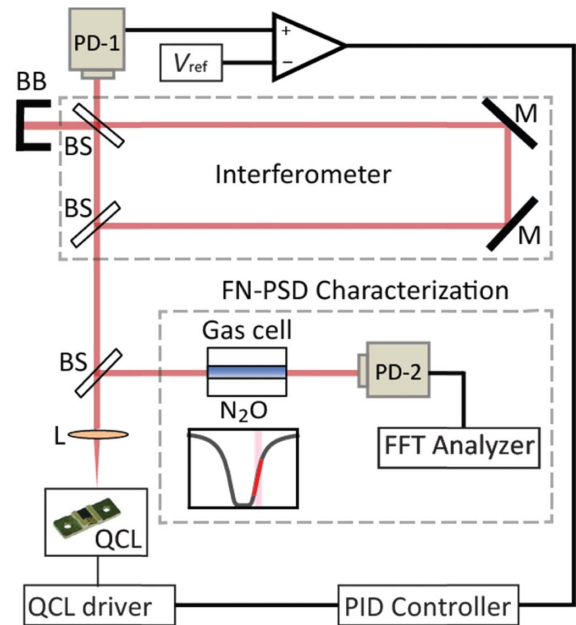 PD-1
+
−
Vref
BB
BS
M
Interferometer
BS
M
FN-PSD Characterization
Gas cell
BS
PD-2
N2O
L
FFT Analyzer
QCL
QCL driver
PID Controller